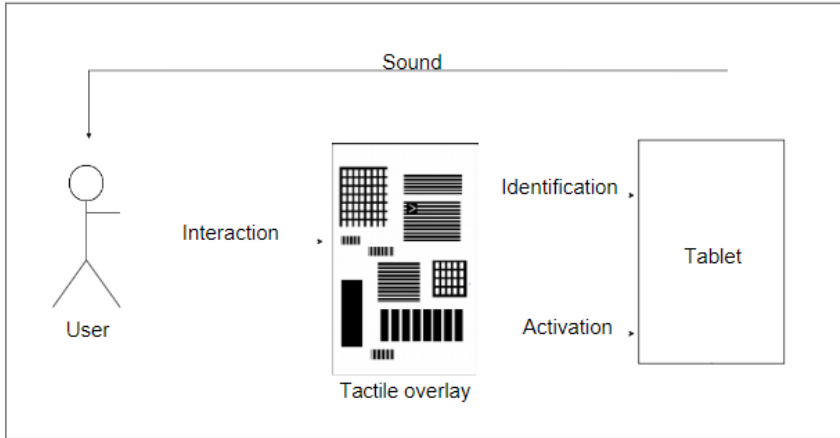 Sound
Identification
Interaction
Tablet
Activation
User
Tactile overlay